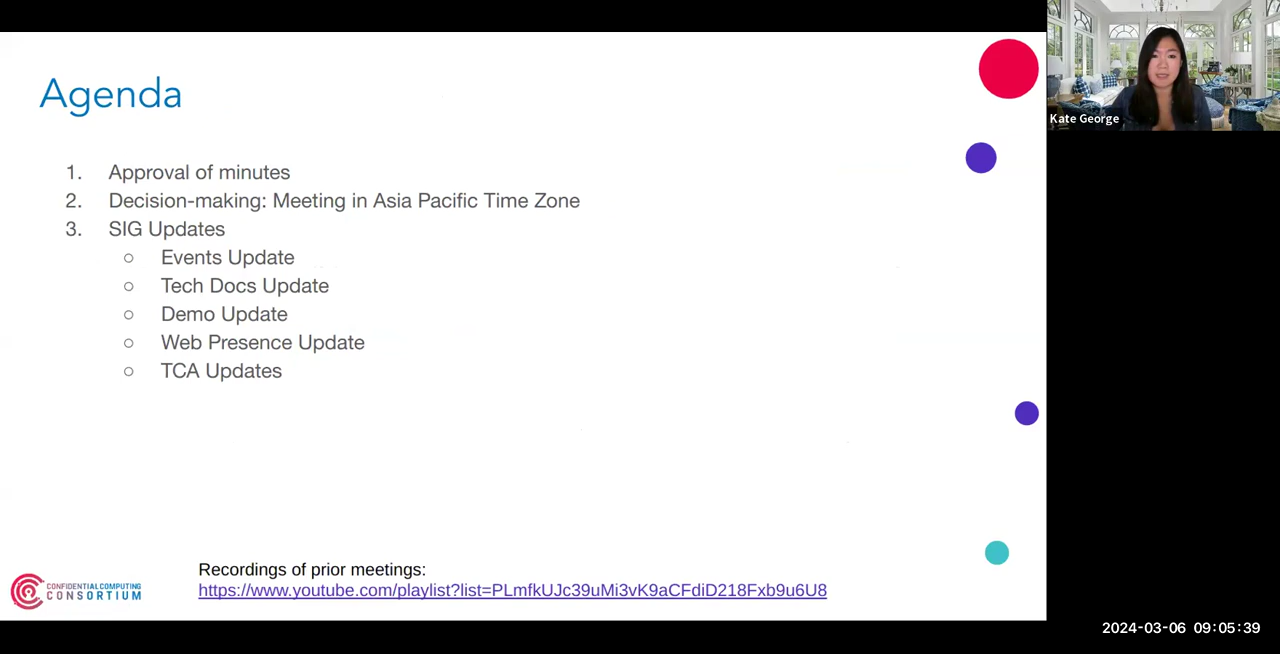 Agenda
1. Approval of minutes
2. Decision-making: Meeting in Asia Pacific Time Zone
3. SIG Updates
○ Events Update
○ Tech Docs Update
○ Demo Update
○ Web Presence Update
○ TCA Updates
Recordings of prior meetings:
https://www.youtube.com/playlist?list=PLmfkUJc39uMi3vK9aCFdiD218Fxb9u6U8
CONFIDENTIAL COMPUTING
CONSORTIUM
Kate George
2024-03-06 09:05:39